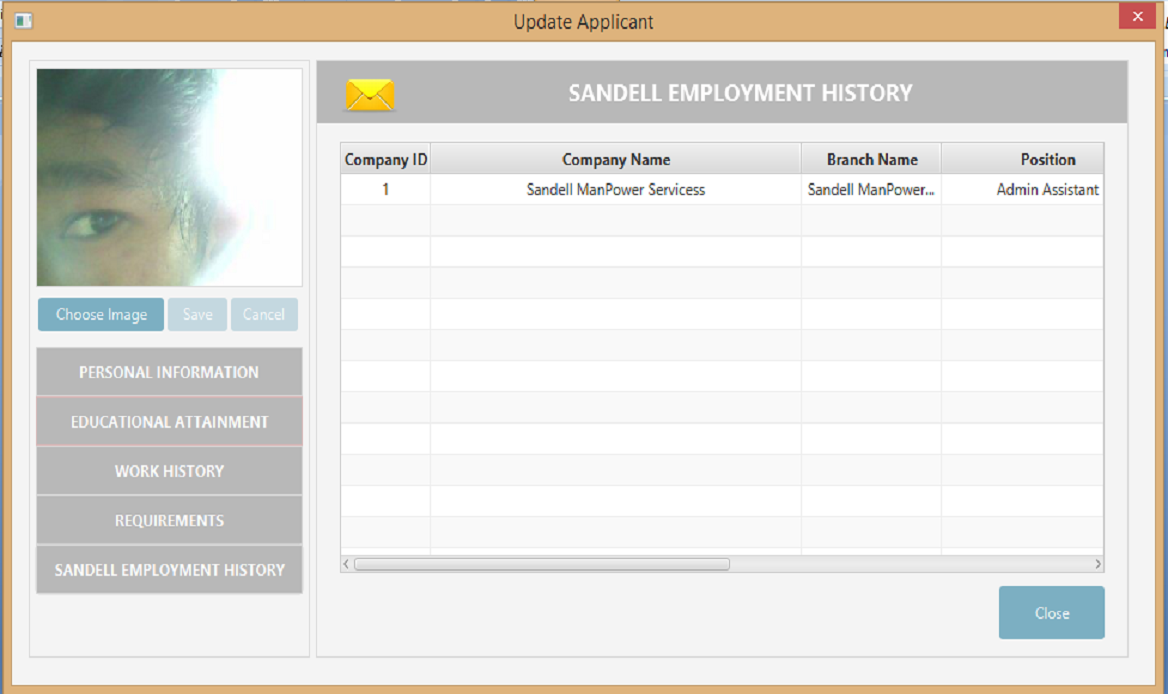 Update Applicant
SANDELL EMPLOYMENT HISTORY
Company ID Company Name Branch Name Position
1 Sandell ManPower Servicess Sandell ManPower... Admin Assistant
Choose Image Save Cancel
PERSONAL INFORMATION
EDUCATIONAL ATTAINMENT
WORK HISTORY
REQUIREMENTS
SANDELL EMPLOYMENT HISTORY
Close